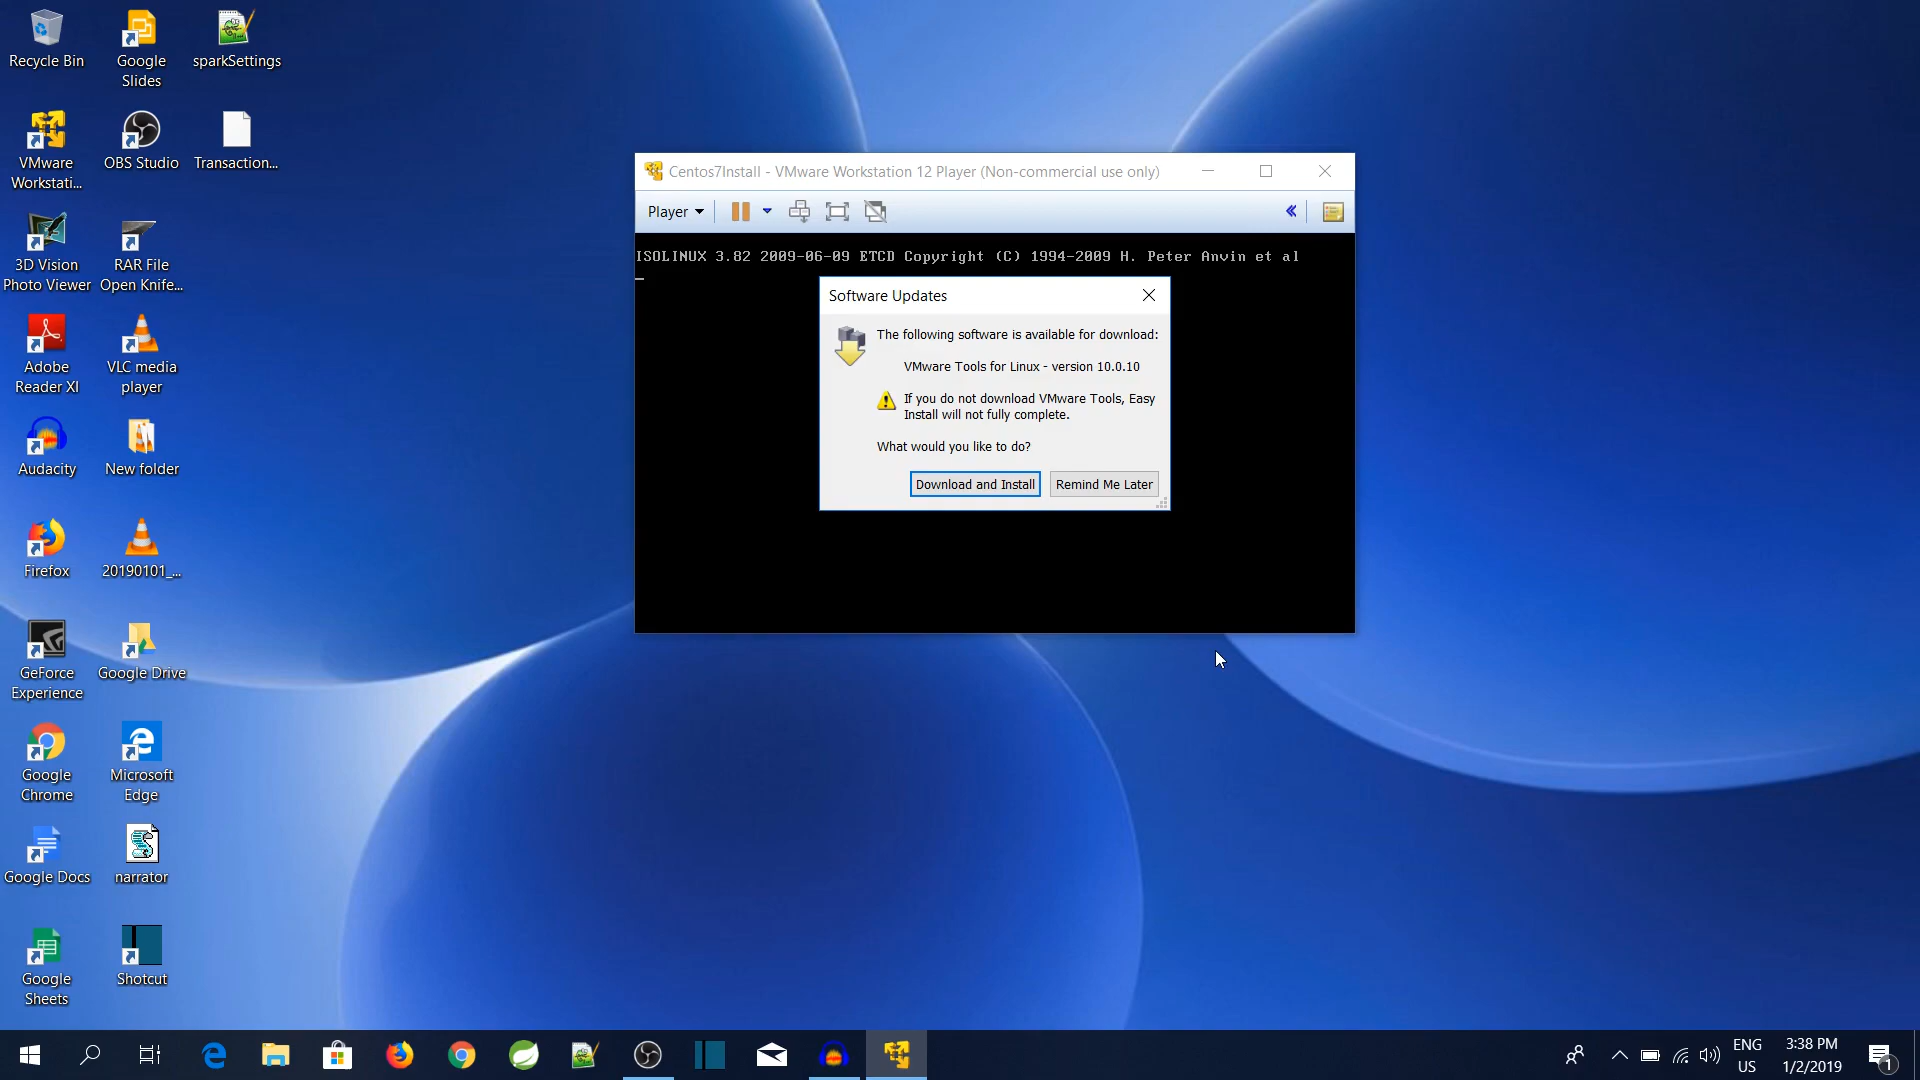 Recycle Bin
Google
Slides
sparkSettings
VMware
Workstati...
OBS Studio
Transaction...
3D Vision
Photo Viewer
RAR File
Open Knife...
Adobe
Reader XI
VLC media
player
Audacity
New folder
Firefox
20190101_...
GeForce
Experience
Google Drive
Google
Chrome
Microsoft
Edge
Google Docs
narrator
Google
Sheets
Shotcut
Centos7Install - VMware Workstation 12 Player (Non-commercial use only)
Player
ISOLINUX 3.82 2009-06-09 ETCD Copyright (C) 1994-2009 H. Peter Anvin et al
Software Updates
The following software is available for download:
VMware Tools for Linux - version 10.0.10
If you do not download VMware Tools, Easy
Install will not fully complete.
What would you like to do?
Download and Install
Remind Me Later
ENG
US
3:38 PM
1/2/2019
1